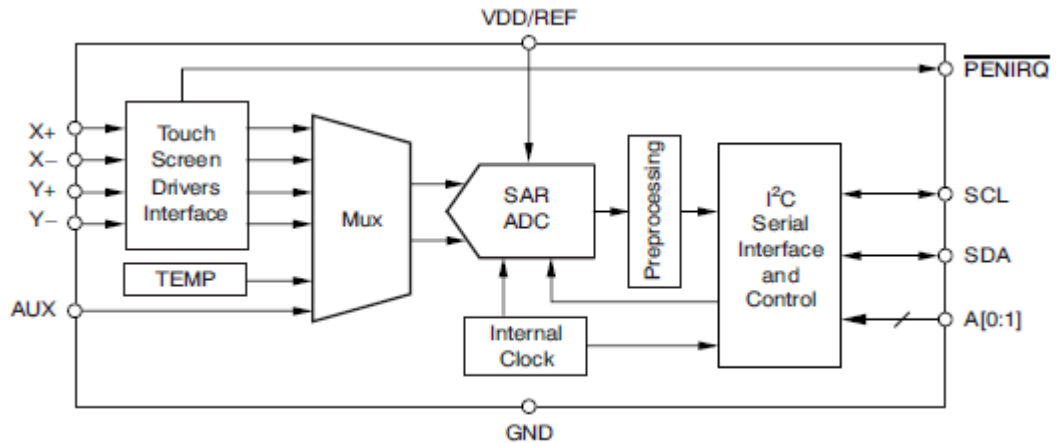 VDD/REF
PENIRQ
X+
X−
Y+
Y−
AUX
Touch
Screen
Drivers
Interface
TEMP
Mux
SAR
ADC
Preprocessing
I²C
Serial
Interface
and
Control
Internal
Clock
SCL
SDA
A[0:1]
GND